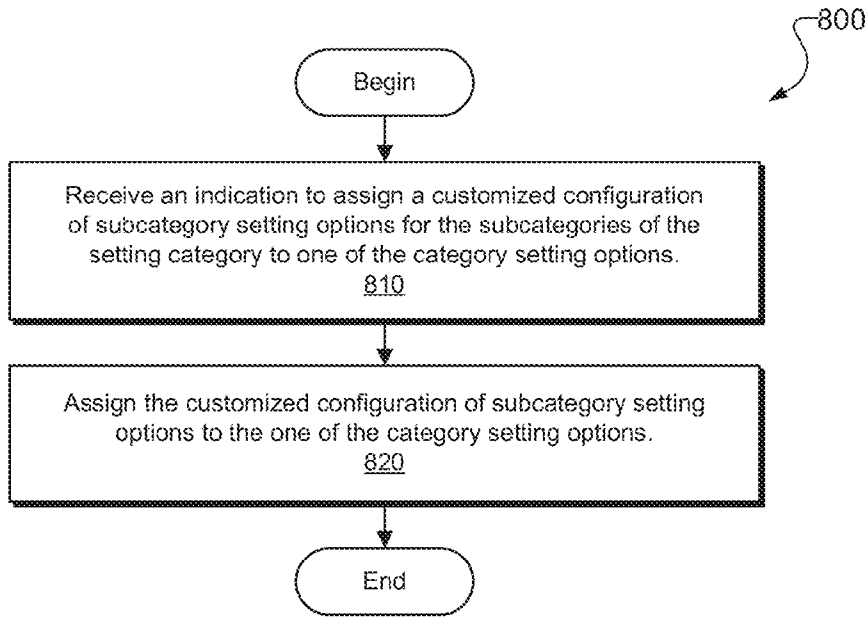 800
Begin
Receive an indication to assign a customized configuration
of subcategory setting options for the subcategories of the
setting category to one of the category setting options.
810
Assign the customized configuration of subcategory setting
options to the one of the category setting options.
820
End